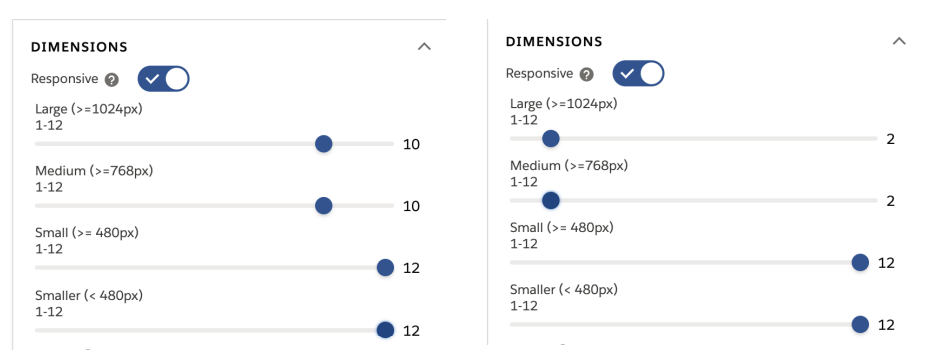 DIMENSIONS
Responsive ?
Large (>=1024px)
1-12
10
Medium (>=768px)
1-12
10
Small (>= 480px)
1-12
12
Smaller (< 480px)
1-12
12
DIMENSIONS
Responsive ?
Large (>=1024px)
1-12
2
Medium (>=768px)
1-12
2
Small (>= 480px)
1-12
12
Smaller (< 480px)
1-12
12